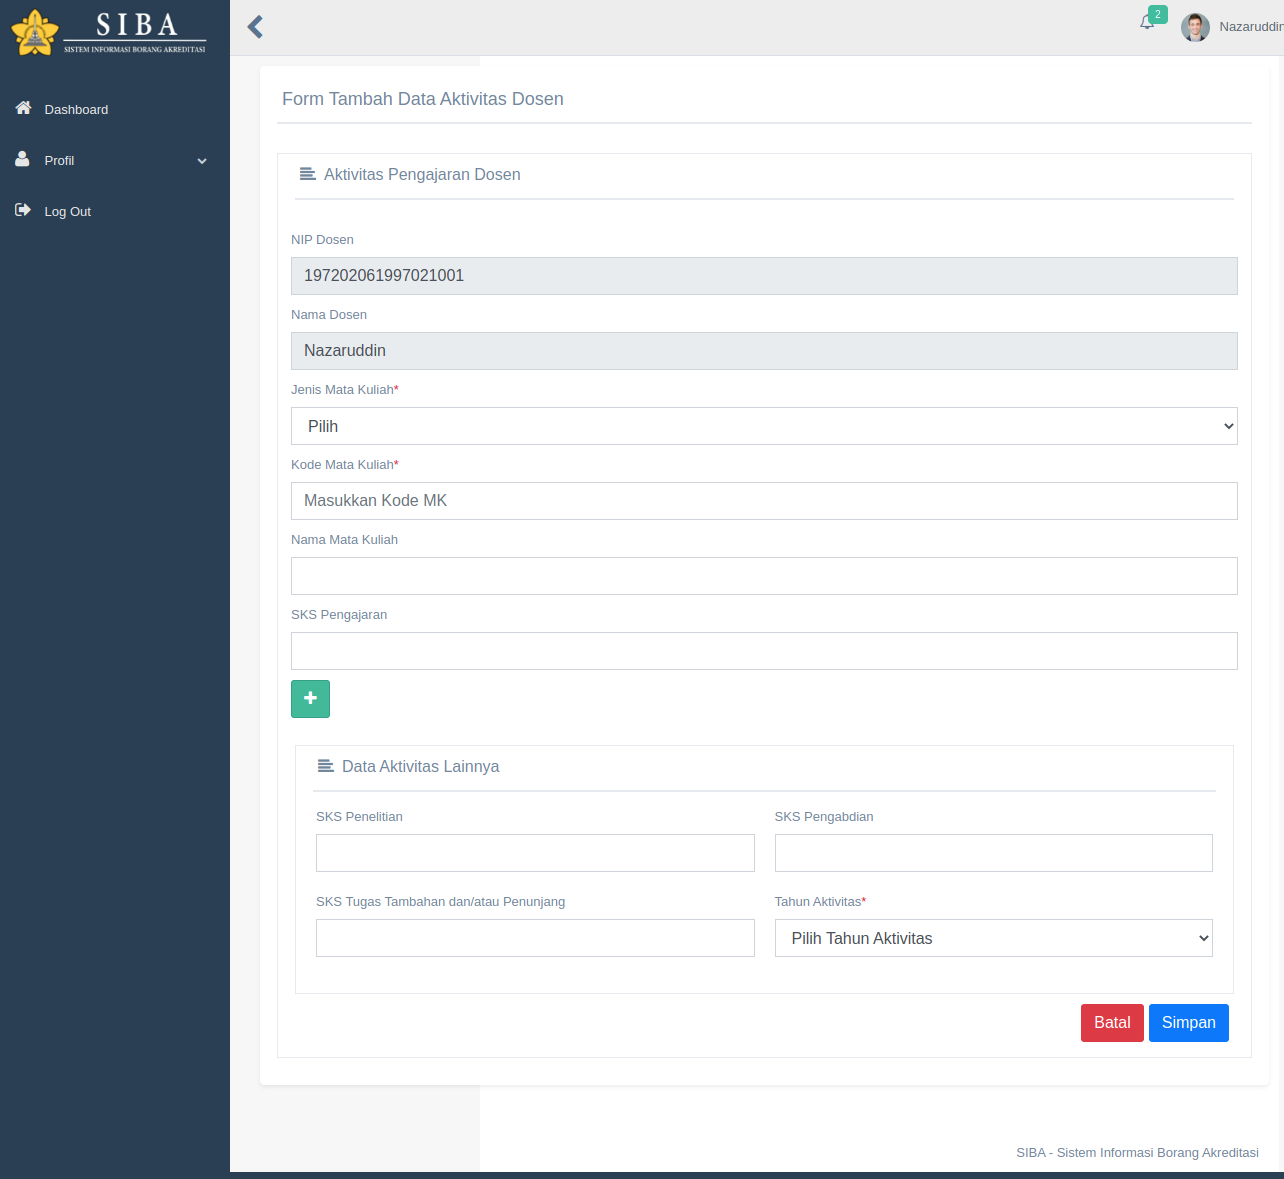 SIBA
SISTEM INFORMASI BORANG AKREDITASI
2
Nazaruddin
Dashboard
Profil
Log Out
Form Tambah Data Aktivitas Dosen
Aktivitas Pengajaran Dosen
NIP Dosen
197202061997021001
Nama Dosen
Nazaruddin
Jenis Mata Kuliah*
Pilih
Kode Mata Kuliah*
Masukkan Kode MK
Nama Mata Kuliah
SKS Pengajaran
Data Aktivitas Lainnya
SKS Penelitian
SKS Pengabdian
SKS Tugas Tambahan dan/atau Penunjang
Tahun Aktivitas*
Pilih Tahun Aktivitas
Batal
Simpan
SIBA - Sistem Informasi Borang Akreditasi